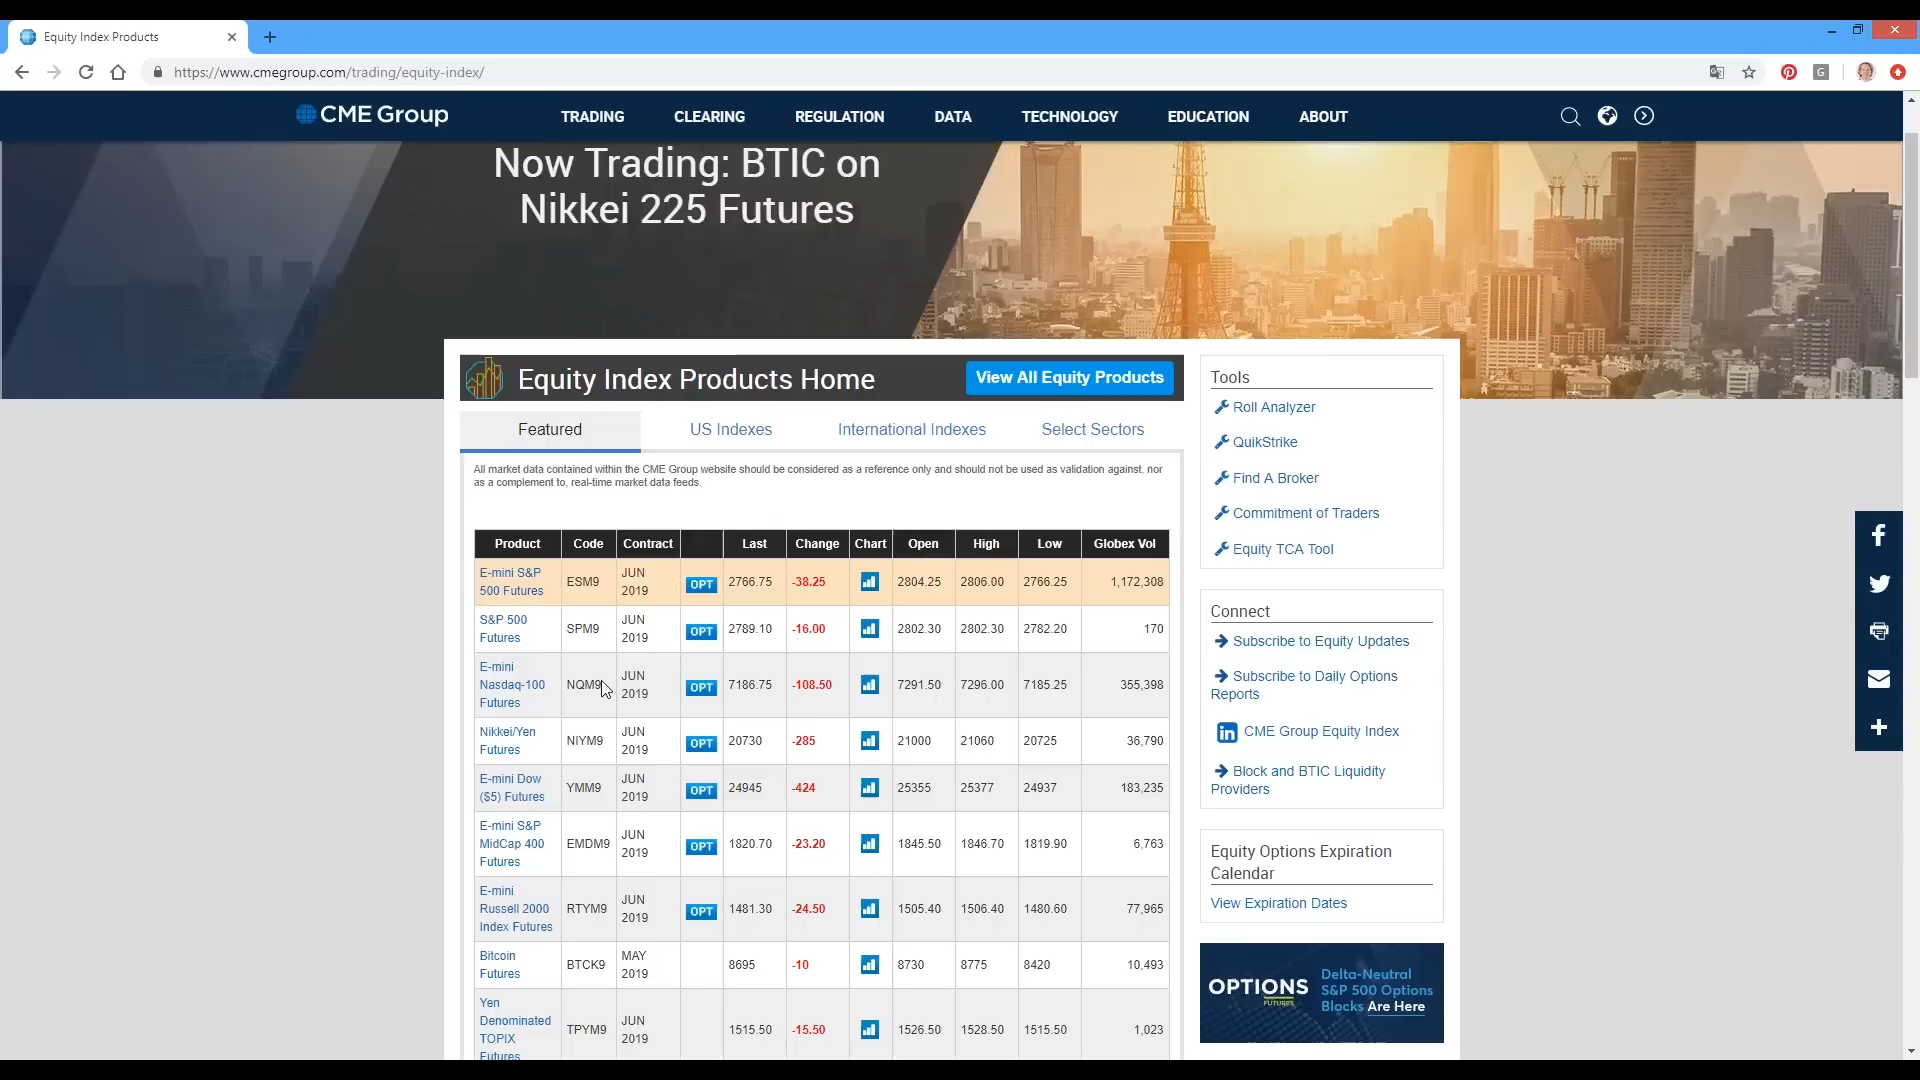 Equity Index Products
https://www.cmegroup.com/trading/equity-index/
G
CME Group
TRADING CLEARING REGULATION DATA TECHNOLOGY EDUCATION ABOUT
Now Trading: BTIC on
Nikkei 225 Futures
Equity Index Products Home
View All Equity Products
Featured US Indexes International Indexes Select Sectors
All market data contained within the CME Group website should be considered as a reference only and should not be used as validation against, nor
as a complement to, real-time market data feeds.
Product Code Contract Last Change Chart Open High Low Globex Vol
E-mini S&P
500 Futures ESM9 JUN
2019 OPT 2766.75 -38.25 2804.25 2806.00 2766.25 1,172,308
S&P 500
Futures SPM9 JUN
2019 OPT 2789.10 -16.00 2802.30 2802.30 2782.20 170
E-mini
Nasdaq-100
Futures NQM9 JUN
2019 OPT 7186.75 -108.50 7291.50 7296.00 7185.25 355,398
Nikkei/Yen
Futures NIYM9 JUN
2019 OPT 20730 -285 21000 21060 20725 36,790
E-mini Dow
($5) Futures YMM9 JUN
2019 OPT 24945 -424 25355 25377 24937 183,235
E-mini S&P
MidCap 400
Futures EMDM9 JUN
2019 OPT 1820.70 -23.20 1845.50 1846.70 1819.90 6,763
E-mini
Russell 2000
Index Futures RTYM9 JUN
2019 OPT 1481.30 -24.50 1505.40 1506.40 1480.60 77,965
Bitcoin
Futures BTCK9 MAY
2019 8695 -10 8730 8775 8420 10,493
Yen
Denominated
TOPIX
Futures TPYM9 JUN
2019 1515.50 -15.50 1526.50 1528.50 1515.50 1,023
Tools
Roll Analyzer
QuikStrike
Find A Broker
Commitment of Traders
Equity TCA Tool
Connect
Subscribe to Equity Updates
Subscribe to Daily Options
Reports
in CME Group Equity Index
Block and BTIC Liquidity
Providers
Equity Options Expiration
Calendar
View Expiration Dates
OPTIONS
FUTURES
Delta-Neutral
S&P 500 Options
Blocks Are Here